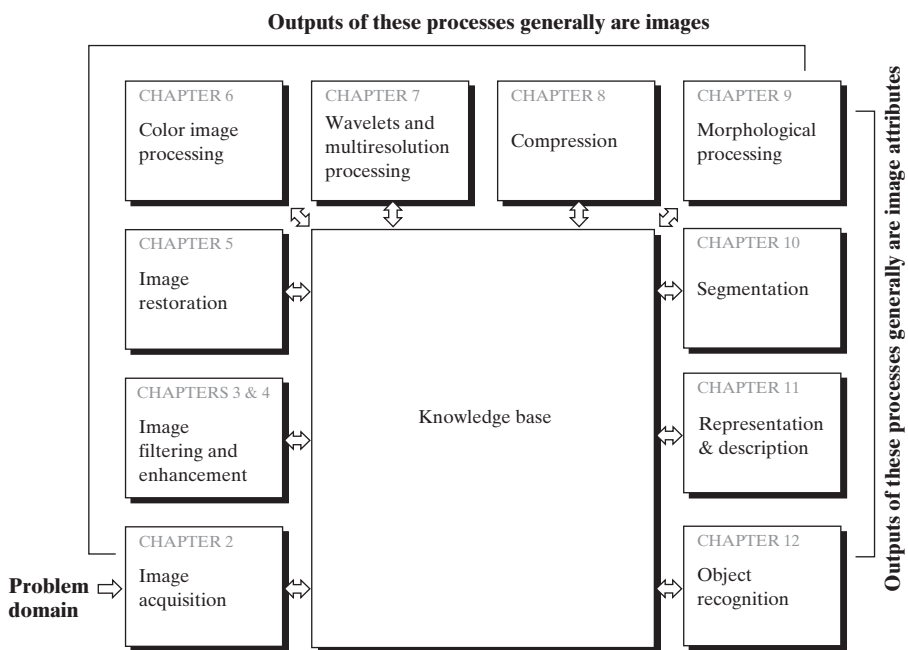 Outputs of these processes generally are images
CHAPTER 6
Color image
processing
CHAPTER 7
Wavelets and
multiresolution
processing
CHAPTER 8
Compression
CHAPTER 9
Morphological
processing
CHAPTER 5
Image
restoration
CHAPTERS 3 & 4
Image
filtering and
enhancement
CHAPTER 2
Image
acquisition
Problem
domain
Knowledge base
CHAPTER 10
Segmentation
CHAPTER 11
Representation
& description
CHAPTER 12
Object
recognition
Outputs of these processes generally are image attributes